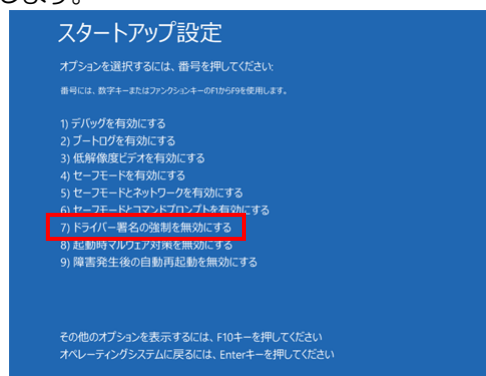 します。
スタートアップ設定
オプションを選択するには、番号を押してください:
番号には、数字キーまたはファンクションキーのF1からF9を使用します。
1) デバッグを有効にする
2) ブートログを有効にする
3) 低解像度ビデオを有効にする
4) セーフモードを有効にする
5) セーフモードとネットワークを有効にする
6) セーフモードとコマンドプロンプトを有効にする
7) ドライバー署名の強制を無効にする
8) 起動時マルウェア対策を無効にする
9) 障害発生後の自動再起動を無効にする
その他のオプションを表示するには、F10キーを押してください
オペレーティングシステムに戻るには、Enterキーを押してください